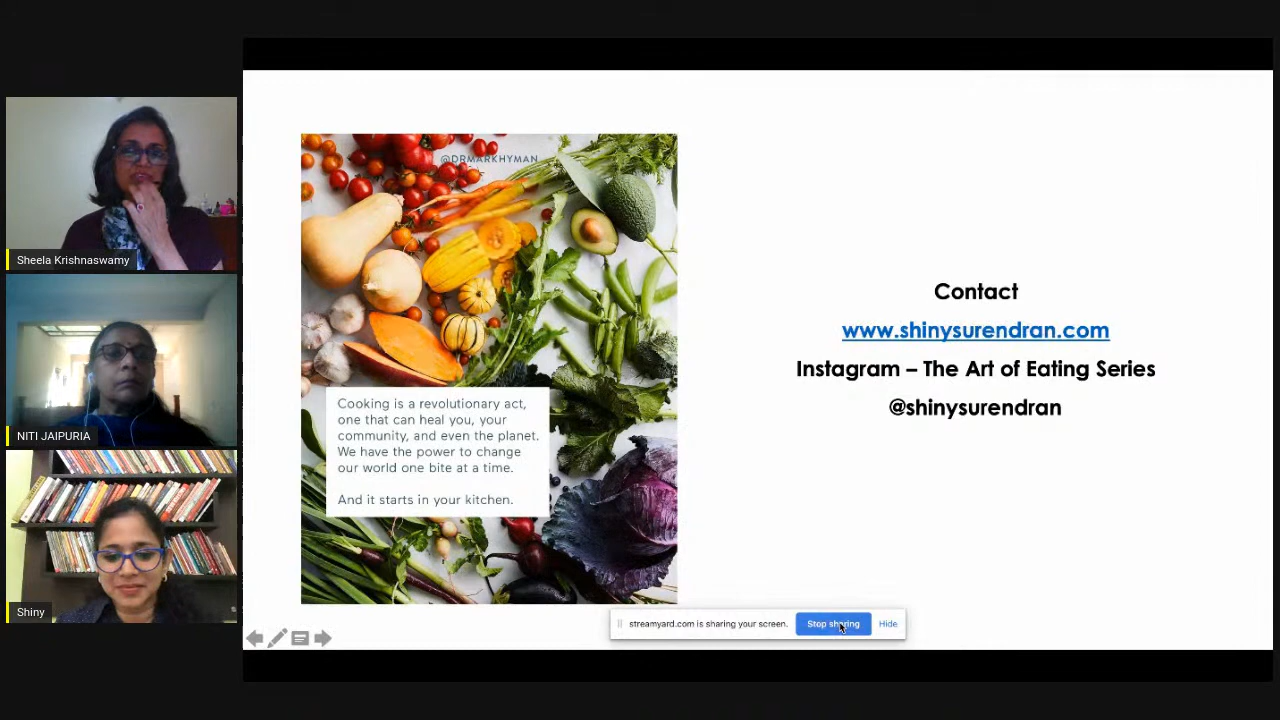 Sheela Krishnaswamy
NITI JAIPURIA
Shiny
@DRMARKHYMAN
Cooking is a revolutionary act,
one that can heal you, your
community, and even the planet.
We have the power to change
our world one bite at a time.
And it starts in your kitchen.
Contact
www.shinysurendran.com
Instagram – The Art of Eating Series
@shinysurendran
streamyard.com is sharing your screen.
Stop sharing
Hide